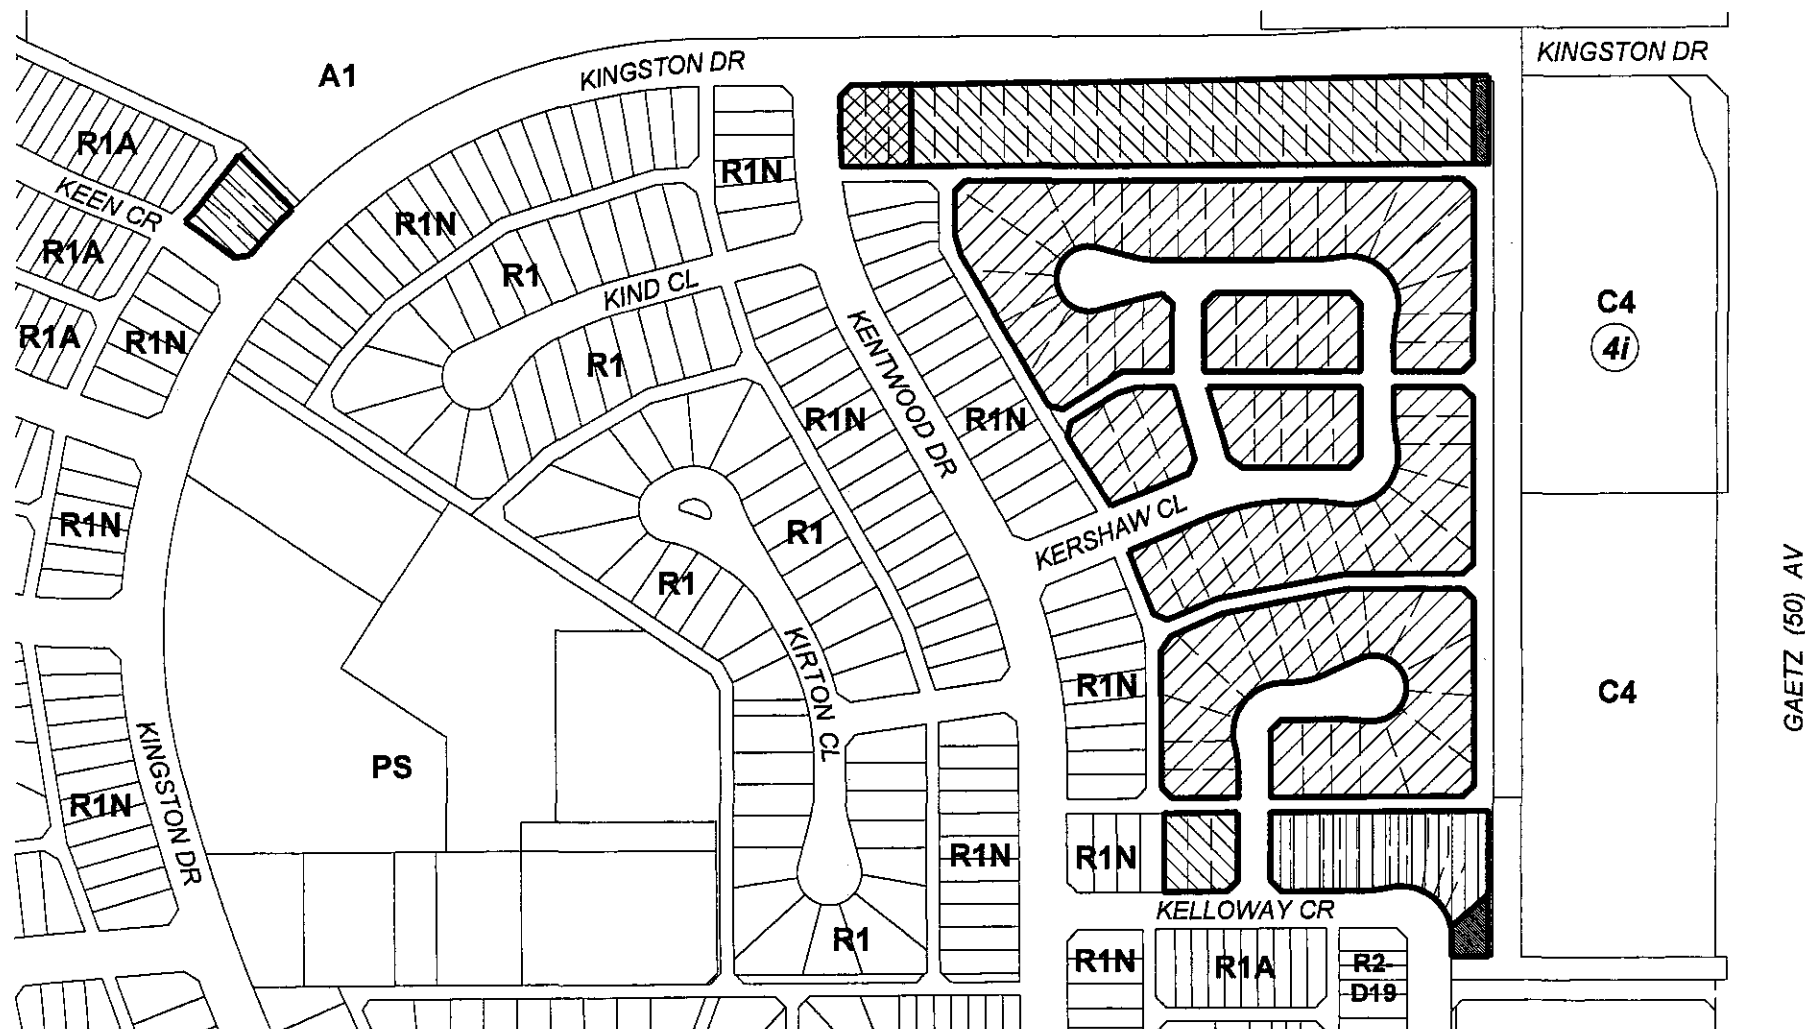 KINGSTON DR
KINGSTON DR
A1
R1A
R1N
KEEN CR
R1N
R1A
R1
KIND CL
C4
4i
R1A
R1N
KENTWOOD DR
R1
R1N
R1N
R1N
KERSHAW CL
R1
R1
GAETZ (50) AV
KIRTON CL
R1N
C4
KINGSTON DR
PS
R1N
R1N
R1N
KELLOWAY CR
R1
R1N
R1A
R2-
D19